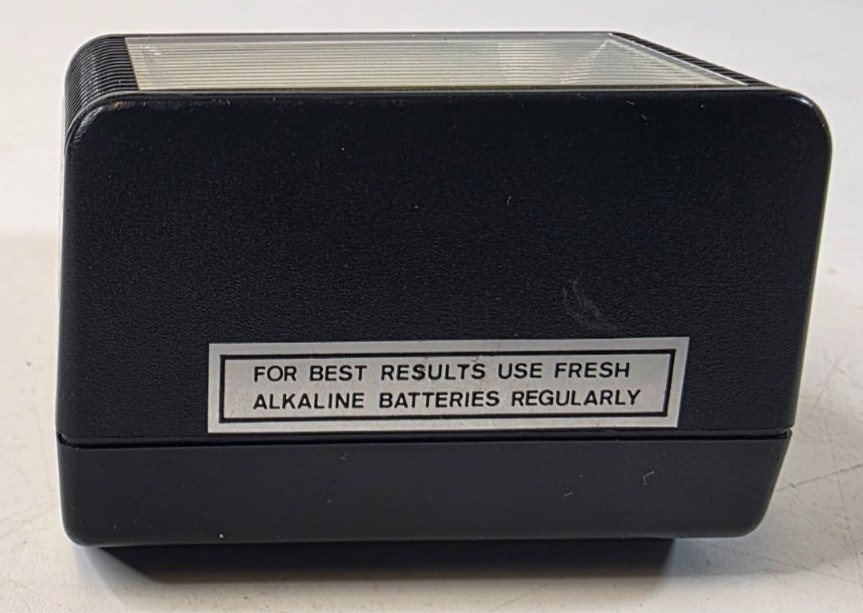 FOR BEST RESULTS USE FRESH
ALKALINE BATTERIES REGULARLY